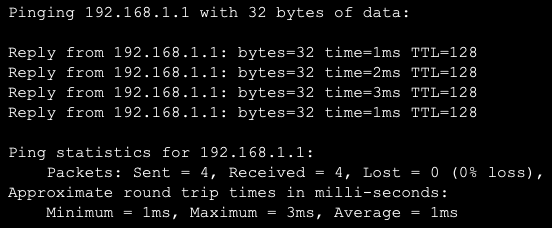 Pinging 192.168.1.1 with 32 bytes of data:

Reply from 192.168.1.1: bytes=32 time=1ms TTL=128
Reply from 192.168.1.1: bytes=32 time=2ms TTL=128
Reply from 192.168.1.1: bytes=32 time=3ms TTL=128
Reply from 192.168.1.1: bytes=32 time=1ms TTL=128

Ping statistics for 192.168.1.1:
    Packets: Sent = 4, Received = 4, Lost = 0 (0% loss),
Approximate round trip times in milli-seconds:
    Minimum = 1ms, Maximum = 3ms, Average = 1ms